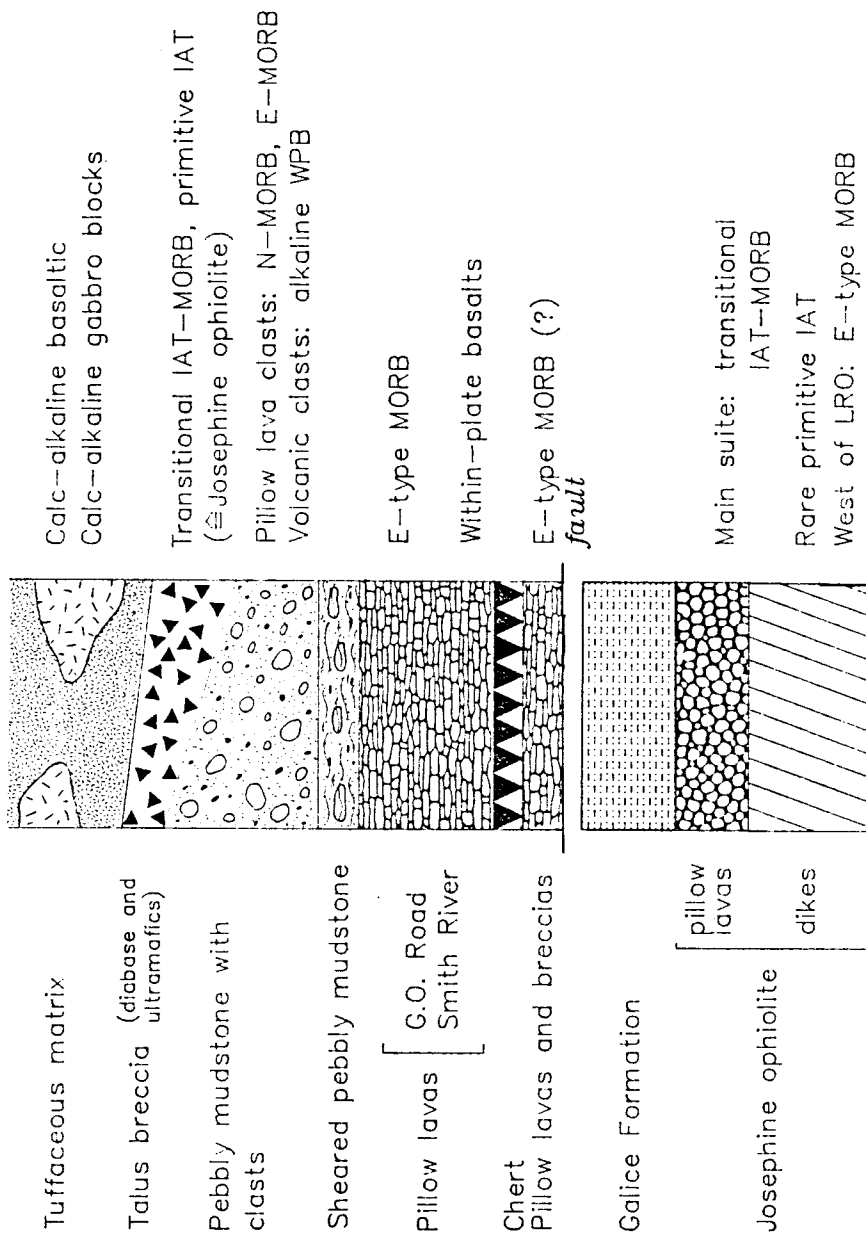 Tuffaceous matrix
Talus breccia (diabase and
ultramafics)
Pebbly mudstone with
clasts
Sheared pebbly mudstone
Pillow lavas
G.O. Road
Smith River
Chert
Pillow lavas and breccias
Galice Formation
Josephine ophiolite
pillow
lavas
dikes
Calc-alkaline basaltic
Calc-alkaline gabbro blocks
Transitional IAT-MORB, primitive IAT
(≙Josephine ophiolite)
Pillow lava clasts: N-MORB, E-MORB
Volcanic clasts: alkaline WPB
E-type MORB
Within-plate basalts
E-type MORB (?)
fault
Main suite: transitional
IAT-MORB
Rare primitive IAT
West of LRO: E-type MORB